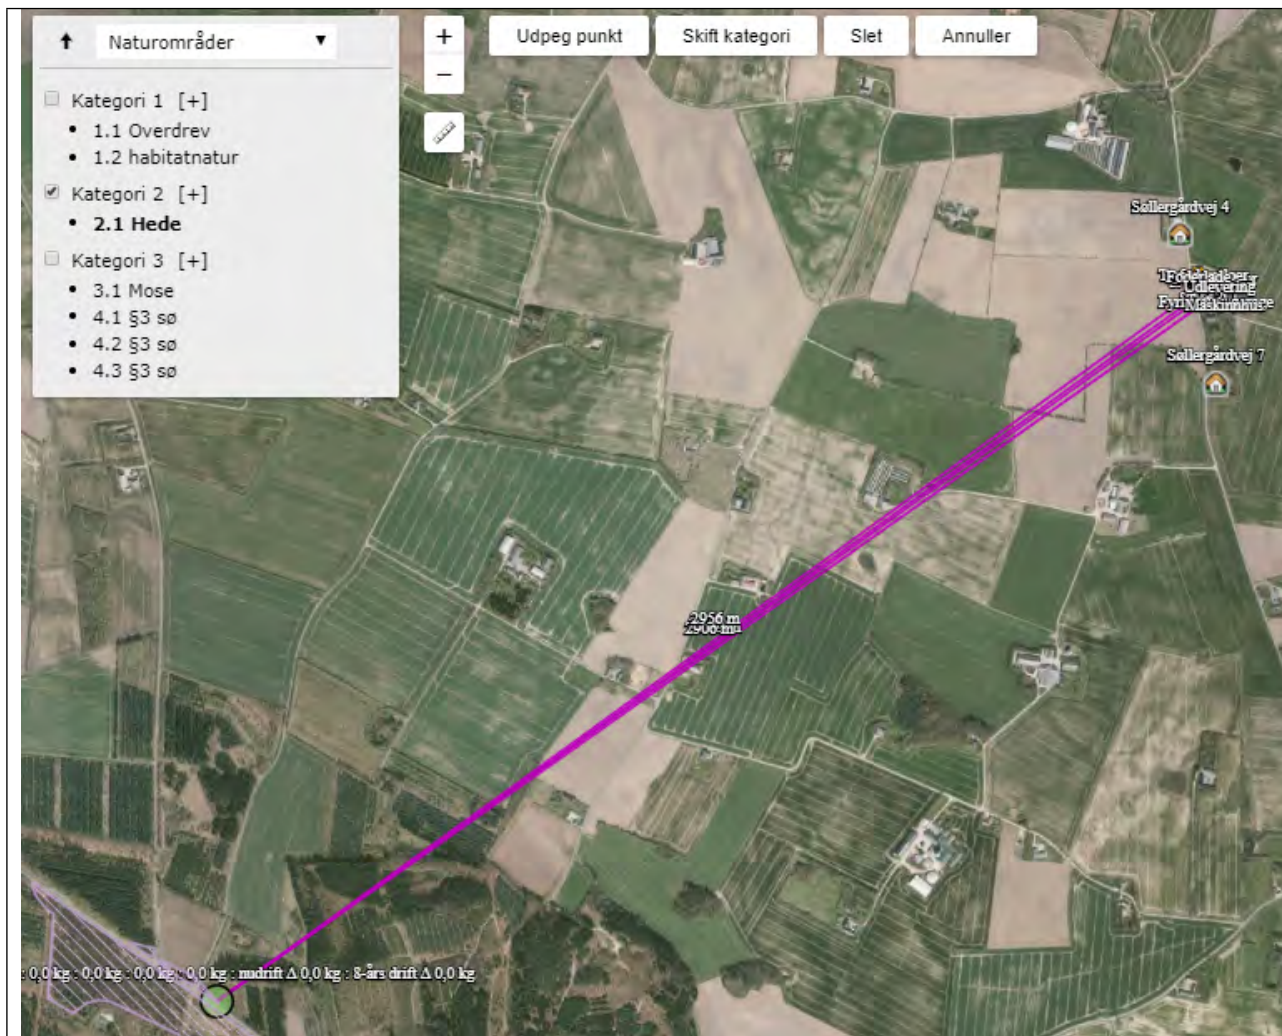 Naturområder
Kategori 1 [+]
1.1 Overdrev
1.2 habitatnatur
Kategori 2 [+]
2.1 Hede
Kategori 3 [+]
3.1 Mose
4.1 §3 sø
4.2 §3 sø
4.3 §3 sø
+
−
Udpeg punkt
Skift kategori
Slet
Annuller
Søllergårdvej 4
Foderlade
Udlevering
Maskinhus
Søllergårdvej 7
2956 m
: 0,0 kg : 0,0 kg : 0,0 kg : 0,0 kg : nudrift Δ 0,0 kg : 8-års drift Δ 0,0 kg